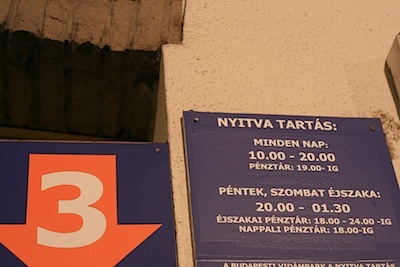 3
NYITVA TARTÁS:
MINDEN NAP:
10.00 - 20.00
PÉNZTÁR: 19.00-IG
PÉNTEK, SZOMBAT ÉJSZAKA:
20.00 - 01.30
ÉJSZAKAI PÉNZTÁR: 18.00 - 24.00 -IG
NAPPALI PÉNZTÁR: 18.00-IG
A BUDAPESTI VIDÁMPARK A NYITVA TARTÁS